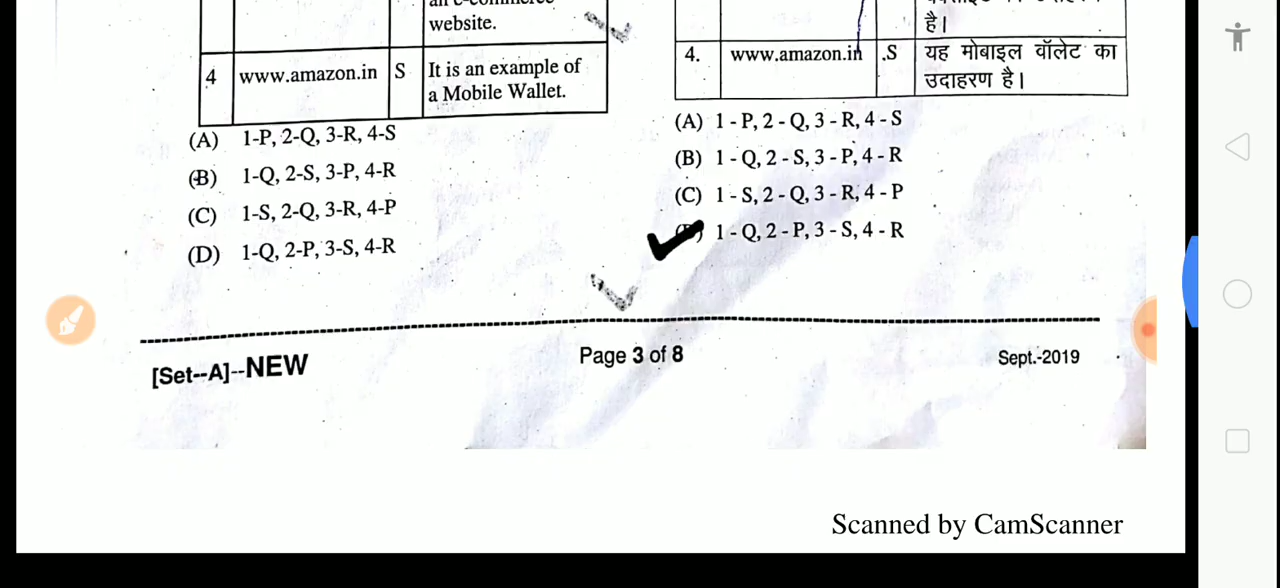 an e-commerce
website.
4 www.amazon.in S It is an example of
a Mobile Wallet.
(A) 1-P, 2-Q, 3-R, 4-S
(B) 1-Q, 2-S, 3-P, 4-R
(C) 1-S, 2-Q, 3-R, 4-P
(D) 1-Q, 2-P, 3-S, 4-R
है।
4. www.amazon.in .S यह मोबाइल वॉलेट का
उदाहरण है।
(A) 1 - P, 2 - Q, 3 - R, 4 - S
(B) 1 - Q, 2 - S, 3 - P, 4 - R
(C) 1 - S, 2 - Q, 3 - R, 4 - P
1 - Q, 2 - P, 3 - S, 4 - R
[Set--A]--NEW Page 3 of 8 Sept.-2019
Scanned by CamScanner